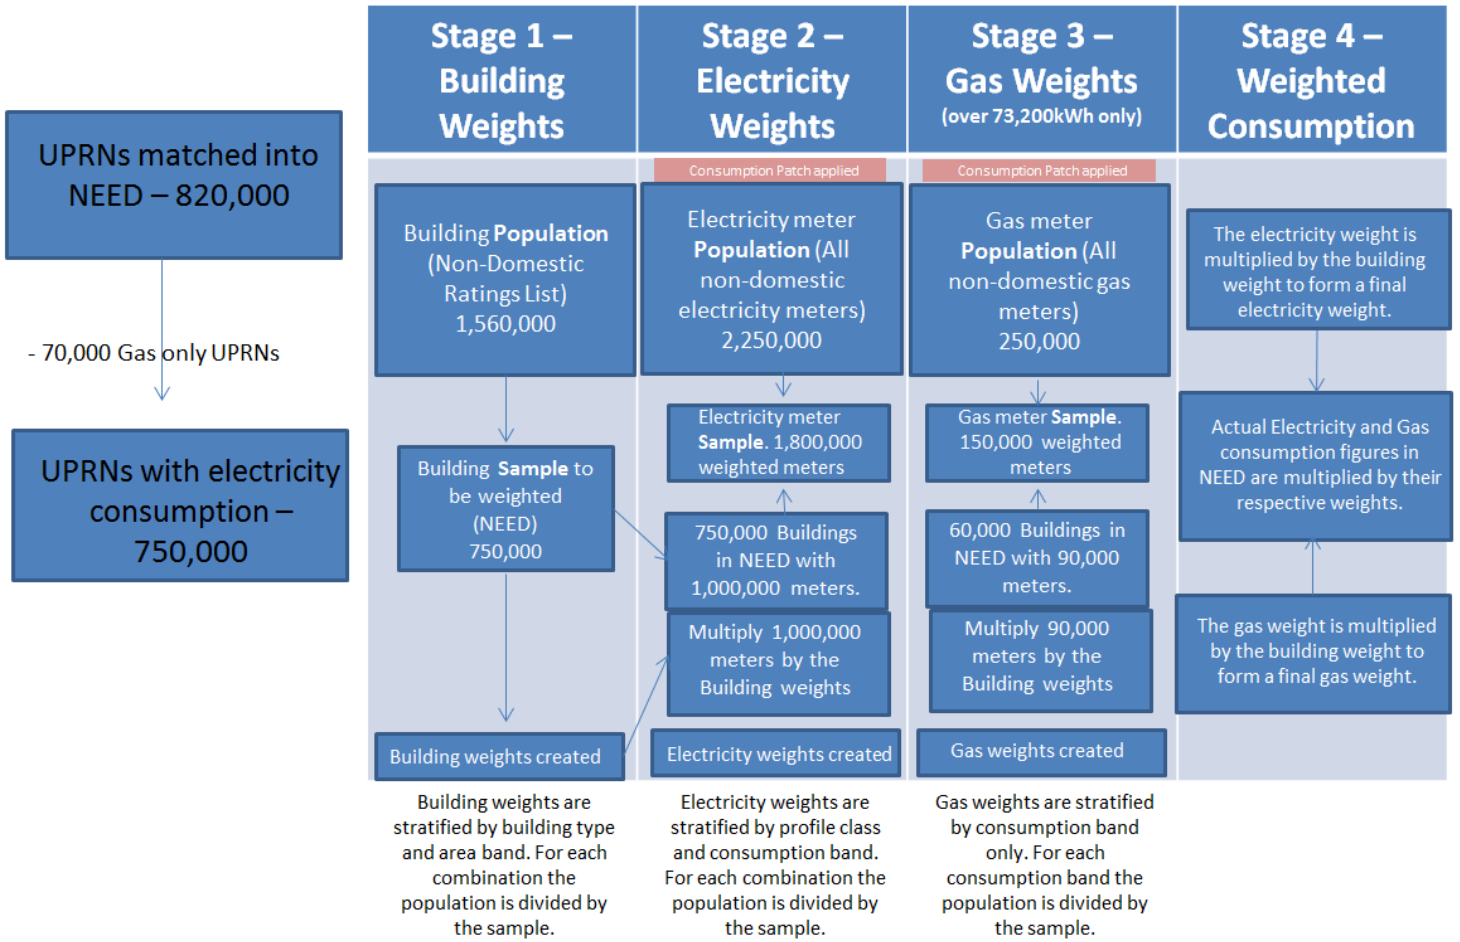 UPRNs matched into
NEED – 820,000
- 70,000 Gas only UPRNs
UPRNs with electricity
consumption –
750,000
Stage 1 –
Building
Weights
Building Population
(Non-Domestic
Ratings List)
1,560,000
Building Sample to
be weighted
(NEED)
750,000
Building weights created
Building weights are
stratified by building type
and area band. For each
combination the
population is divided by
the sample.
Stage 2 –
Electricity
Weights
Consumption Patch applied
Electricity meter
Population (All
non-domestic
electricity meters)
2,250,000
Electricity meter
Sample. 1,800,000
weighted meters
750,000 Buildings
in NEED with
1,000,000 meters.
Multiply 1,000,000
meters by the
Building weights
Electricity weights created
Electricity weights are
stratified by profile class
and consumption band.
For each combination the
population is divided by
the sample.
Stage 3 –
Gas Weights
(over 73,200kWh only)
Consumption Patch applied
Gas meter
Population (All
non-domestic gas
meters)
250,000
Gas meter Sample.
150,000 weighted
meters
60,000 Buildings in
NEED with 90,000
meters.
Multiply 90,000
meters by the
Building weights
Gas weights created
Gas weights are stratified
by consumption band
only. For each
consumption band the
population is divided by
the sample.
Stage 4 –
Weighted
Consumption
The electricity weight is
multiplied by the building
weight to form a final
electricity weight.
Actual Electricity and Gas
consumption figures in
NEED are multiplied by their
respective weights.
The gas weight is multiplied
by the building weight to
form a final gas weight.